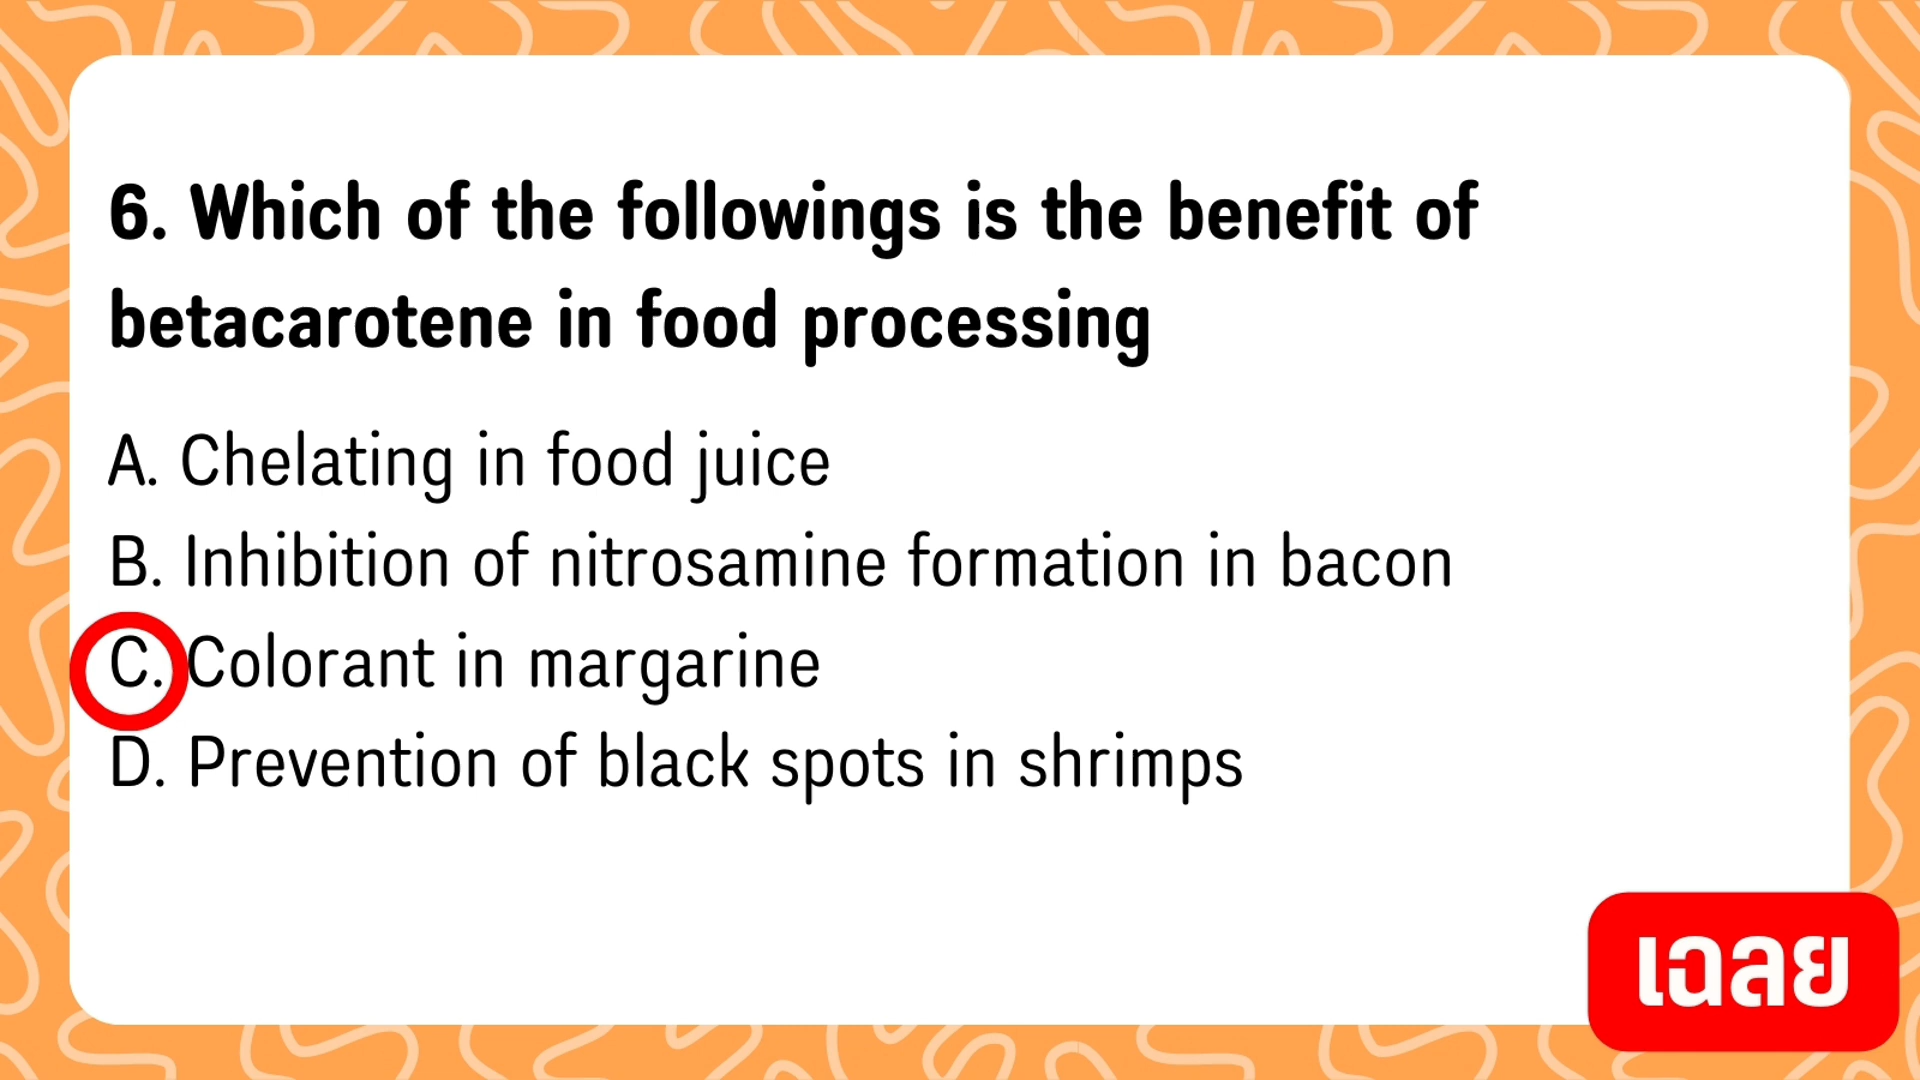 6. Which of the followings is the benefit of
betacarotene in food processing
A. Chelating in food juice
B. Inhibition of nitrosamine formation in bacon
C. Colorant in margarine
D. Prevention of black spots in shrimps
เฉลย